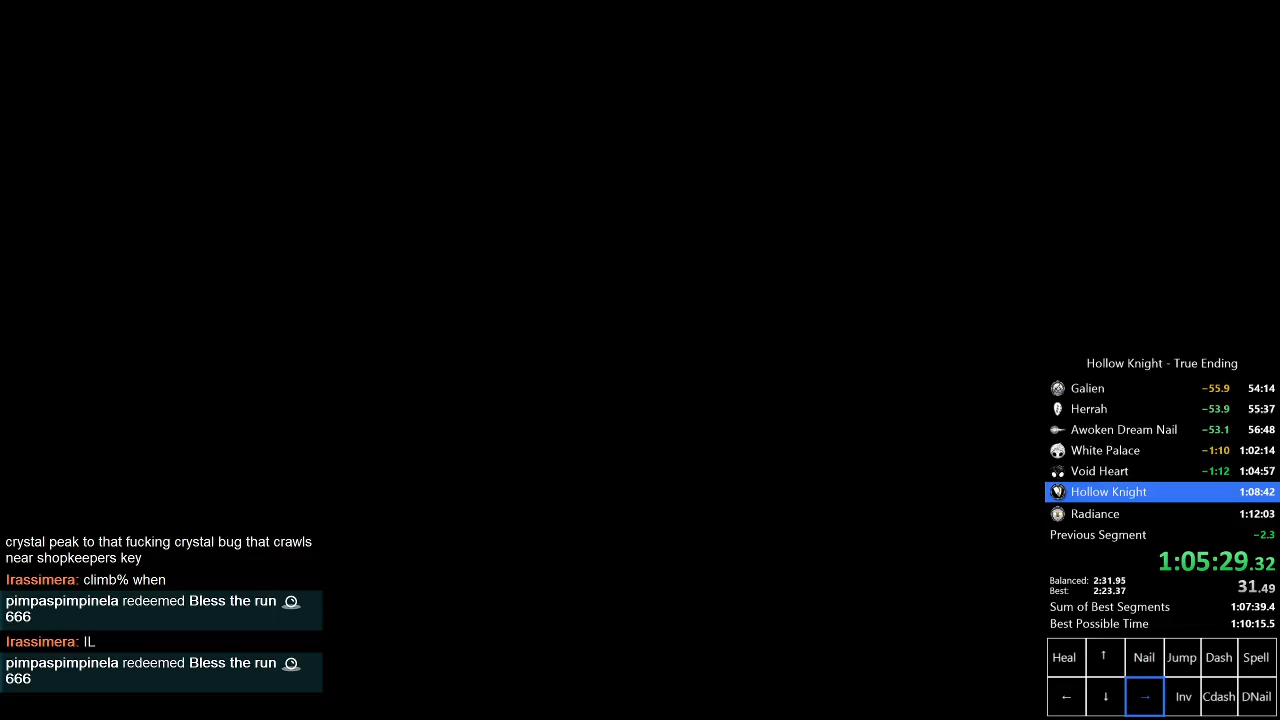 Hollow Knight - True Ending
Galien −55.9 54:14
Herrah −53.9 55:37
Awoken Dream Nail −53.1 56:48
White Palace −1:10 1:02:14
Void Heart −1:12 1:04:57
Hollow Knight 1:08:42
Radiance 1:12:03
Previous Segment −2.3
1:05:29.32
Balanced: 2:31.95
Best: 2:23.37
31.49
Sum of Best Segments 1:07:39.4
Best Possible Time 1:10:15.5
Heal ↑ Nail Jump Dash Spell
← ↓ → Inv Cdash DNail
crystal peak to that fucking crystal bug that crawls
near shopkeepers key
Irassimera: climb% when
pimpaspimpinela redeemed Bless the run
666
Irassimera: IL
pimpaspimpinela redeemed Bless the run
666